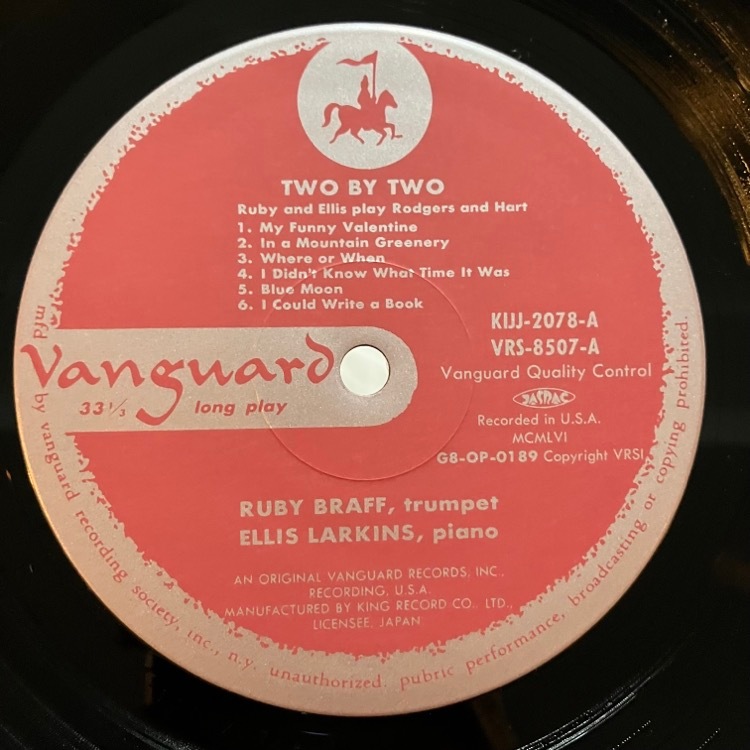 TWO BY TWO
Ruby and Ellis play Rodgers and Hart
1. My Funny Valentine
2. In a Mountain Greenery
3. Where or When
4. I Didn't Know What Time It Was
5. Blue Moon
6. I Could Write a Book
KIJJ-2078-A
VRS-8507-A
Vanguard Quality Control
JASRAC
Recorded in U.S.A.
MCMLVI
G8-OP-0189 Copyright VRSI
Vanguard
33 1/3 long play
RUBY BRAFF, trumpet
ELLIS LARKINS, piano
AN ORIGINAL VANGUARD RECORDS, INC.,
RECORDING, U.S.A.
MANUFACTURED BY KING RECORD CO., LTD.,
LICENSEE, JAPAN
mfd by vanguard recording society, inc., n.y. unauthorized. pubric performance, broadcasting or copying prohibited.